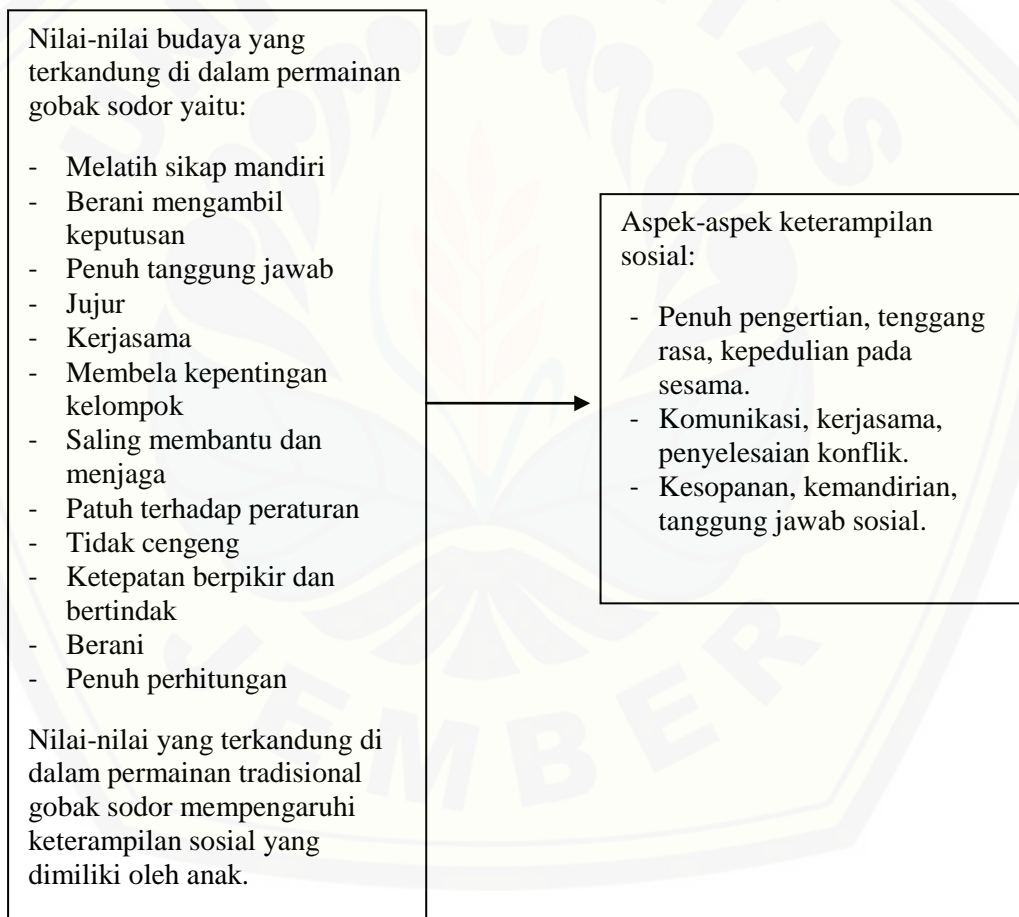 Nilai-nilai budaya yang
terkandung di dalam permainan
gobak sodor yaitu:
- Melatih sikap mandiri
- Berani mengambil
keputusan
- Penuh tanggung jawab
- Jujur
- Kerjasama
- Membela kepentingan
kelompok
- Saling membantu dan
menjaga
- Patuh terhadap peraturan
- Tidak cengeng
- Ketepatan berpikir dan
bertindak
- Berani
- Penuh perhitungan
Nilai-nilai yang terkandung di
dalam permainan tradisional
gobak sodor mempengaruhi
keterampilan sosial yang
dimiliki oleh anak.
Aspek-aspek keterampilan
sosial:
- Penuh pengertian, tenggang
rasa, kepedulian pada
sesama.
- Komunikasi, kerjasama,
penyelesaian konflik.
- Kesopanan, kemandirian,
tanggung jawab sosial.
JEMBER